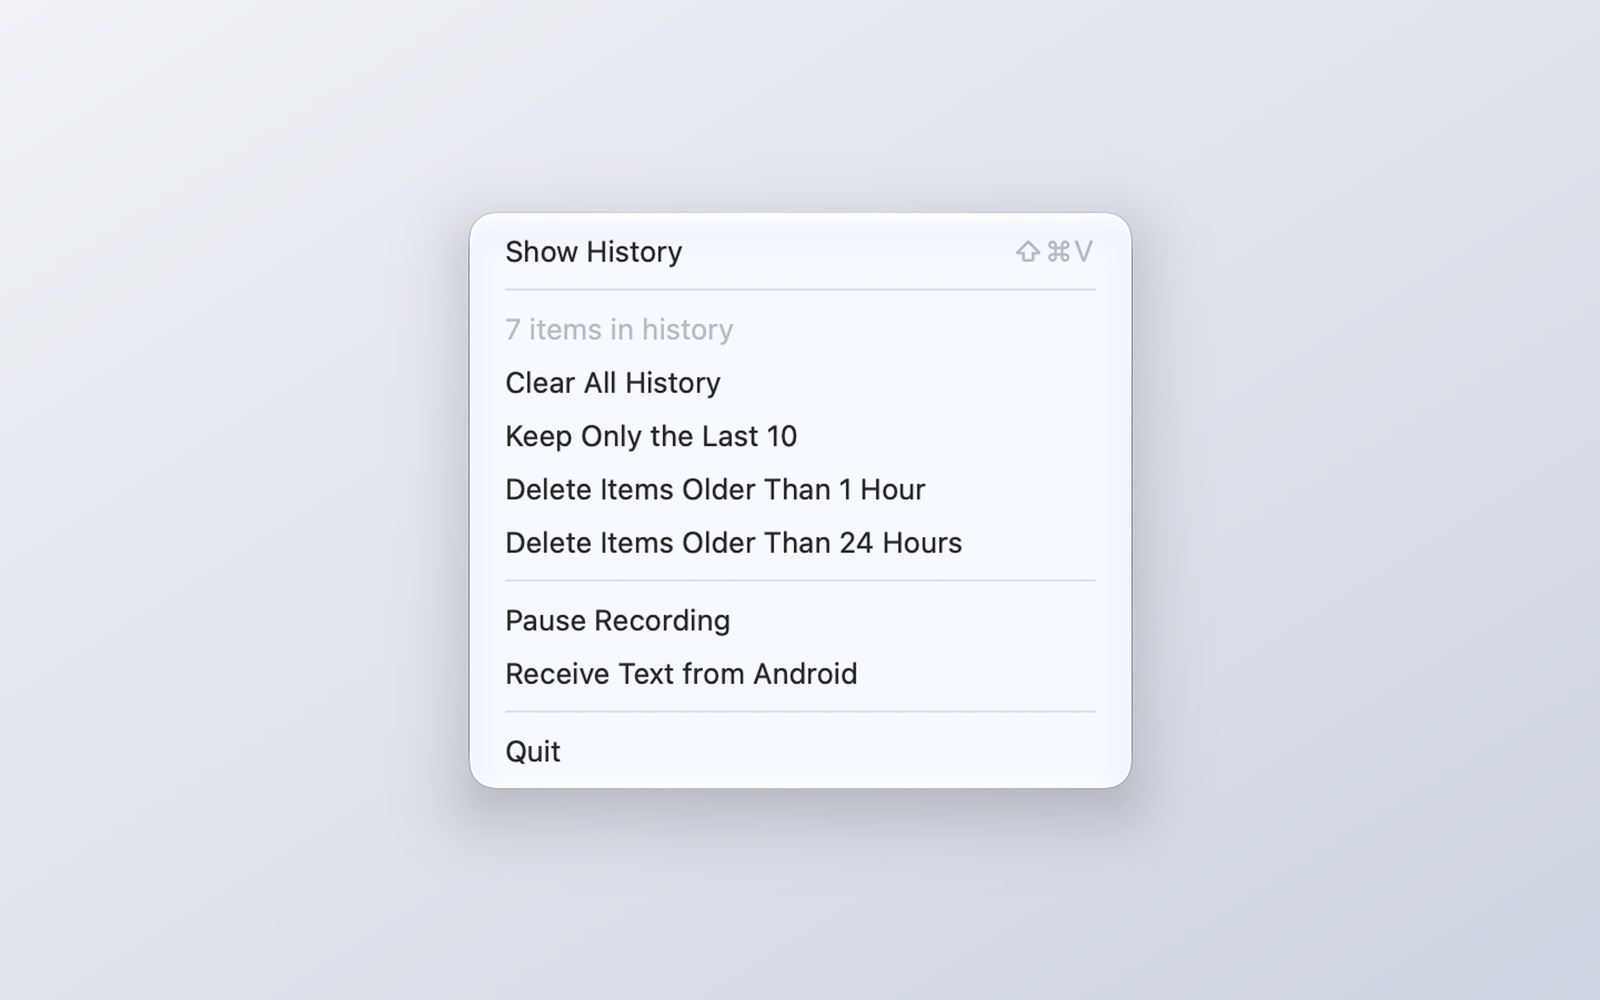 Show History ⇧⌘V
7 items in history
Clear All History
Keep Only the Last 10
Delete Items Older Than 1 Hour
Delete Items Older Than 24 Hours
Pause Recording
Receive Text from Android
Quit